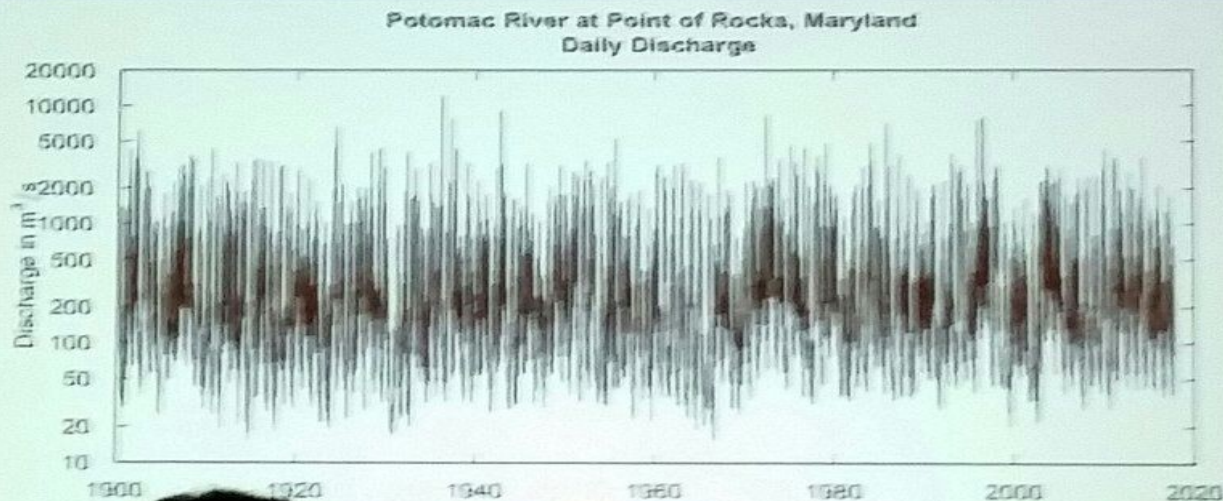 Potomac River at Point of Rocks, Maryland
Daily Discharge
Discharge in m³/s
20000
10000
5000
2000
1000
500
200
100
50
20
10
1900 1920 1940 1960 1980 2000 2020